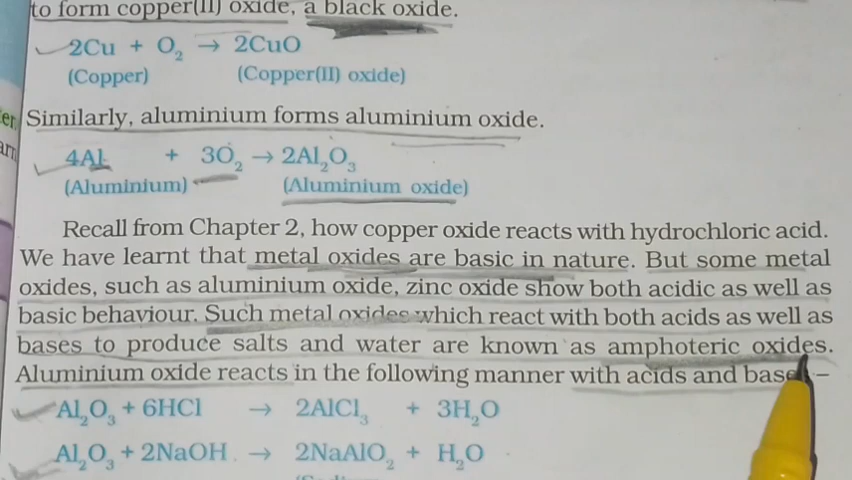 to form copper(II) oxide, a black oxide.
2Cu + O₂ → 2CuO
(Copper) (Copper(II) oxide)
Similarly, aluminium forms aluminium oxide.
4Al + 3O₂ → 2Al₂O₃
(Aluminium) (Aluminium oxide)
Recall from Chapter 2, how copper oxide reacts with hydrochloric acid.
We have learnt that metal oxides are basic in nature. But some metal
oxides, such as aluminium oxide, zinc oxide show both acidic as well as
basic behaviour. Such metal oxides which react with both acids as well as
bases to produce salts and water are known as amphoteric oxides.
Aluminium oxide reacts in the following manner with acids and bases –
Al₂O₃ + 6HCl → 2AlCl₃ + 3H₂O
Al₂O₃ + 2NaOH → 2NaAlO₂ + H₂O